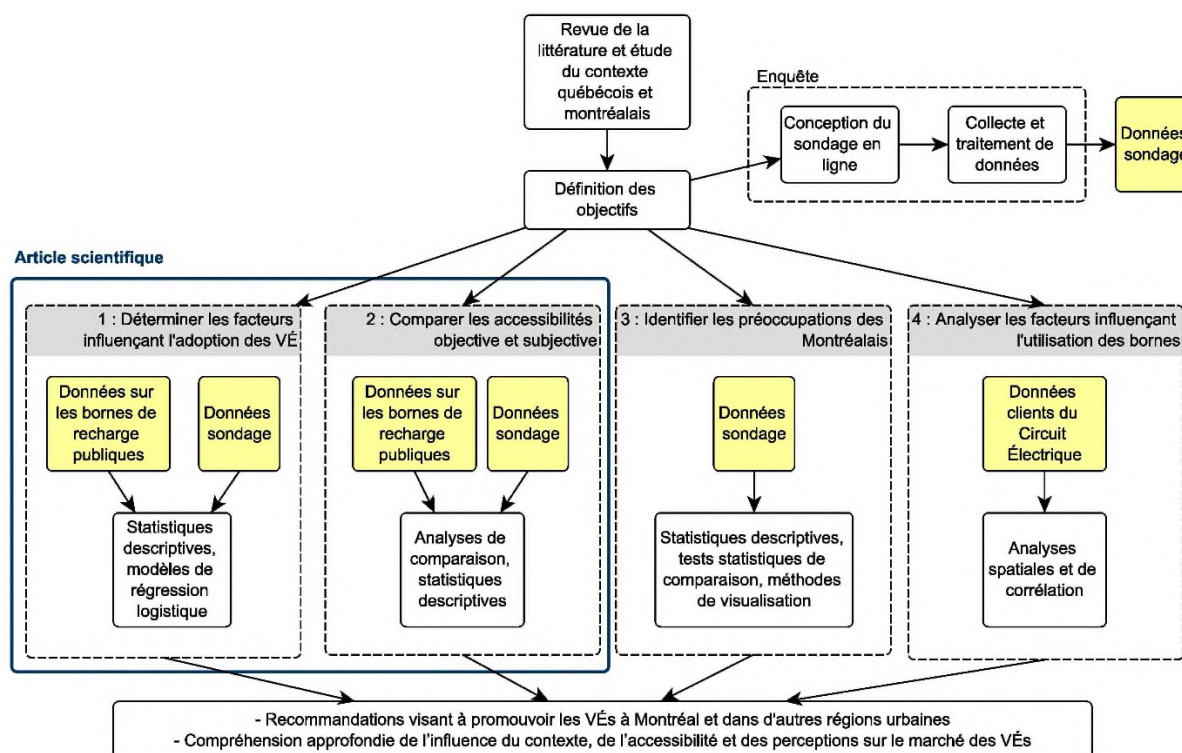 Revue de la
littérature et étude
du contexte
québécois et
montréalais
Enquête
Conception du
sondage en
ligne
Collecte et
traitement de
données
Données
sondage
Définition des
objectifs
Article scientifique
1 : Déterminer les facteurs
influençant l'adoption des VÉ
Données sur
les bornes de
recharge
publiques
Données
sondage
Statistiques
descriptives,
modèles de
régression
logistique
2 : Comparer les accessibilités
objective et subjective
Données sur
les bornes de
recharge
publiques
Données
sondage
Analyses de
comparaison,
statistiques
descriptives
3 : Identifier les préoccupations des
Montréalais
Données
sondage
Statistiques descriptives,
tests statistiques de
comparaison, méthodes
de visualisation
4 : Analyser les facteurs influençant
l'utilisation des bornes
Données
clients du
Circuit
Électrique
Analyses
spatiales et de
corrélation
- Recommandations visant à promouvoir les VÉs à Montréal et dans d'autres régions urbaines
- Compréhension approfondie de l'influence du contexte, de l'accessibilité et des perceptions sur le marché des VÉs